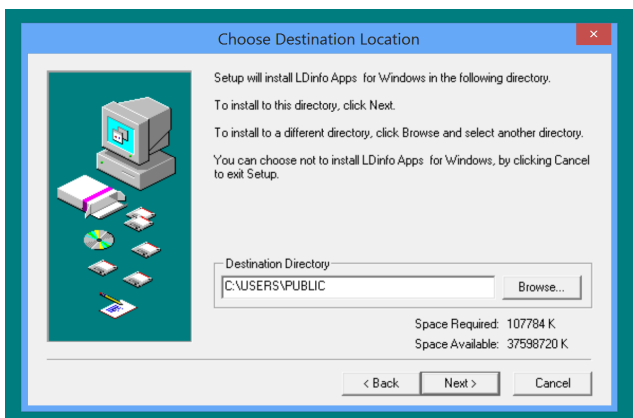 Choose Destination Location
Setup will install LDinfo Apps for Windows in the following directory.
To install to this directory, click Next.
To install to a different directory, click Browse and select another directory.
You can choose not to install LDinfo Apps for Windows, by clicking Cancel
to exit Setup.
Destination Directory
C:\USERS\PUBLIC
Browse...
Space Required: 107784 K
Space Available: 37598720 K
< Back
Next >
Cancel